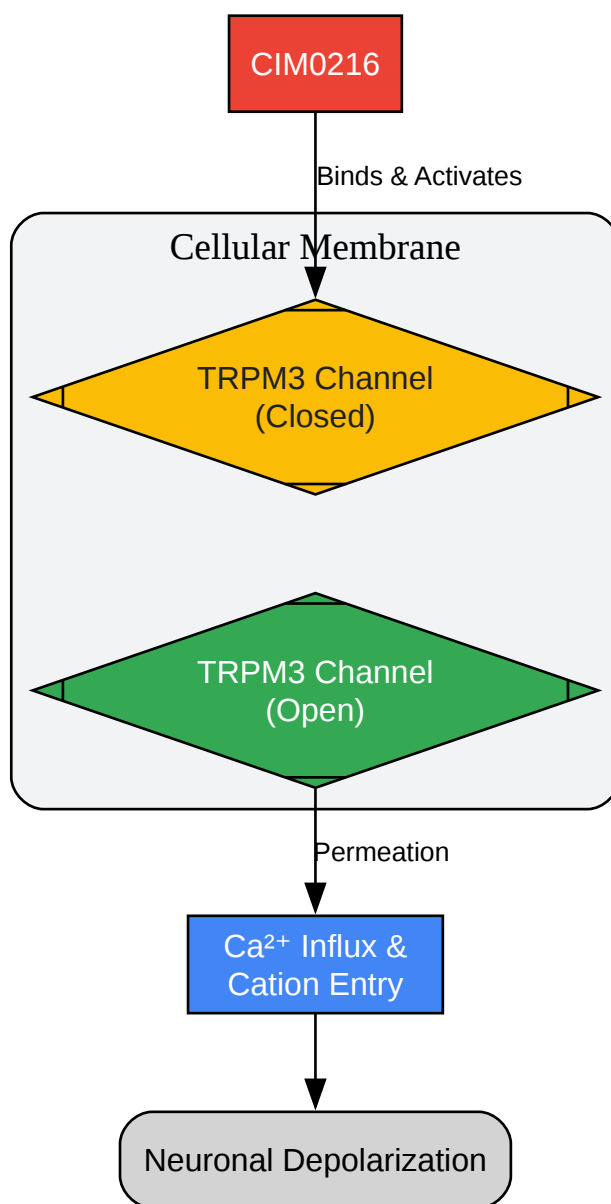 CIM0216
Binds & Activates
Cellular Membrane
TRPM3 Channel
(Closed)
TRPM3 Channel
(Open)
Permeation
Ca²⁺ Influx &
Cation Entry
Neuronal Depolarization